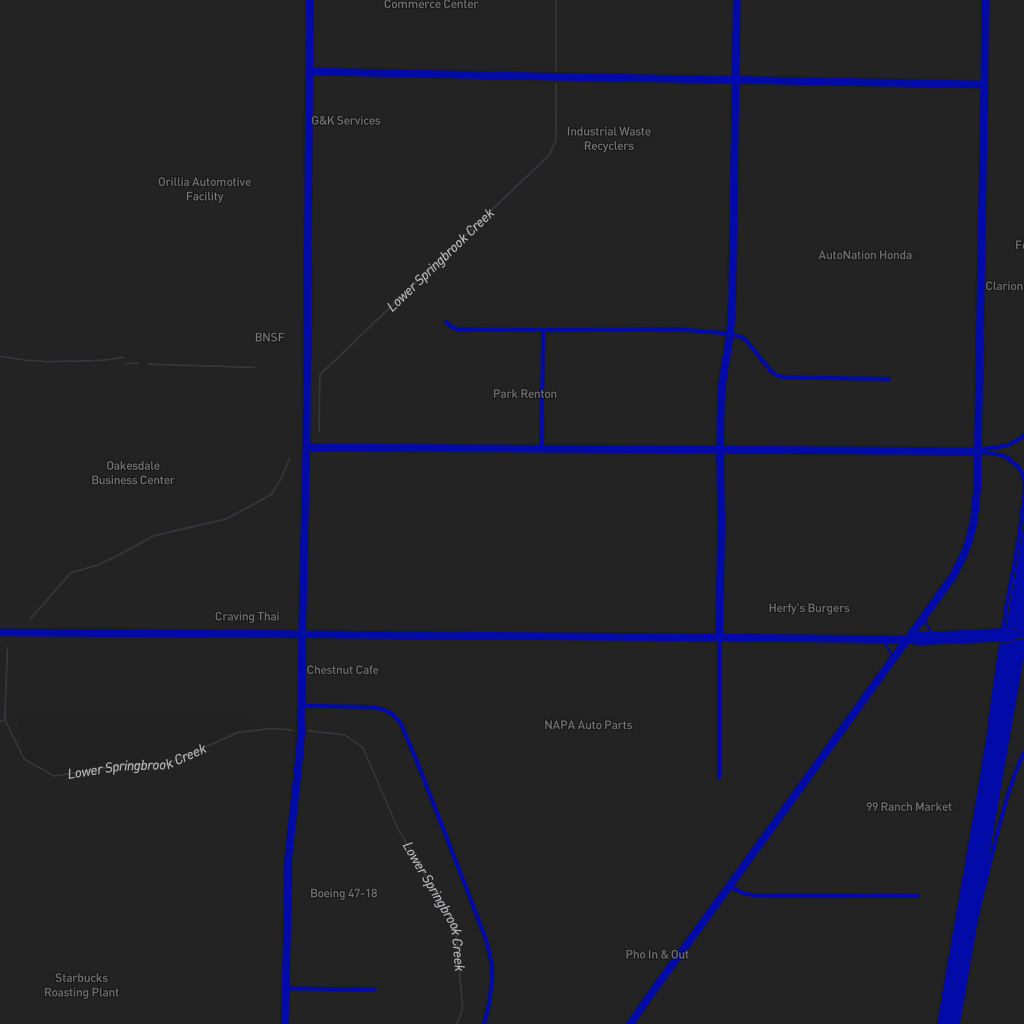 Commerce Center
G&K Services
Industrial Waste
Recyclers
Orillia Automotive
Facility
Lower Springbrook Creek
AutoNation Honda
Clarion
BNSF
Park Renton
Oakesdale
Business Center
Herfy's Burgers
Craving Thai
Chestnut Cafe
NAPA Auto Parts
Lower Springbrook Creek
99 Ranch Market
Lower Springbrook Creek
Boeing 47-18
Pho In & Out
Starbucks
Roasting Plant